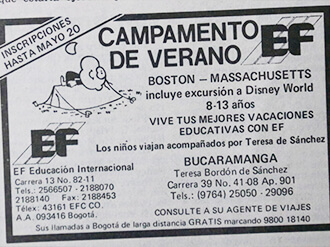 INSCRIPCIONES
HASTA MAYO 20
CAMPAMENTO
DE VERANO
EF
BOSTON – MASSACHUSETTS
incluye excursión a Disney World
8-13 años
VIVE TUS MEJORES VACACIONES
EDUCATIVAS CON EF
Los niños viajan acompañados por Teresa de Sánchez
EF
EF Educación Internacional
Carrera 13 No. 82-11
Tels.: 2566507 - 2188070
2188140 - 2188453
Télex: 43161 EFC CO.
A.A. 093416 Bogotá.
BUCARAMANGA
Teresa Bordón de Sánchez
Carrera 39 No. 41-08 Ap. 901
Tels.: (9764) 25050 - 29096
CONSULTE A SU AGENTE DE VIAJES
Sus llamadas a Bogotá de larga distancia GRATIS marcando 9800 18140